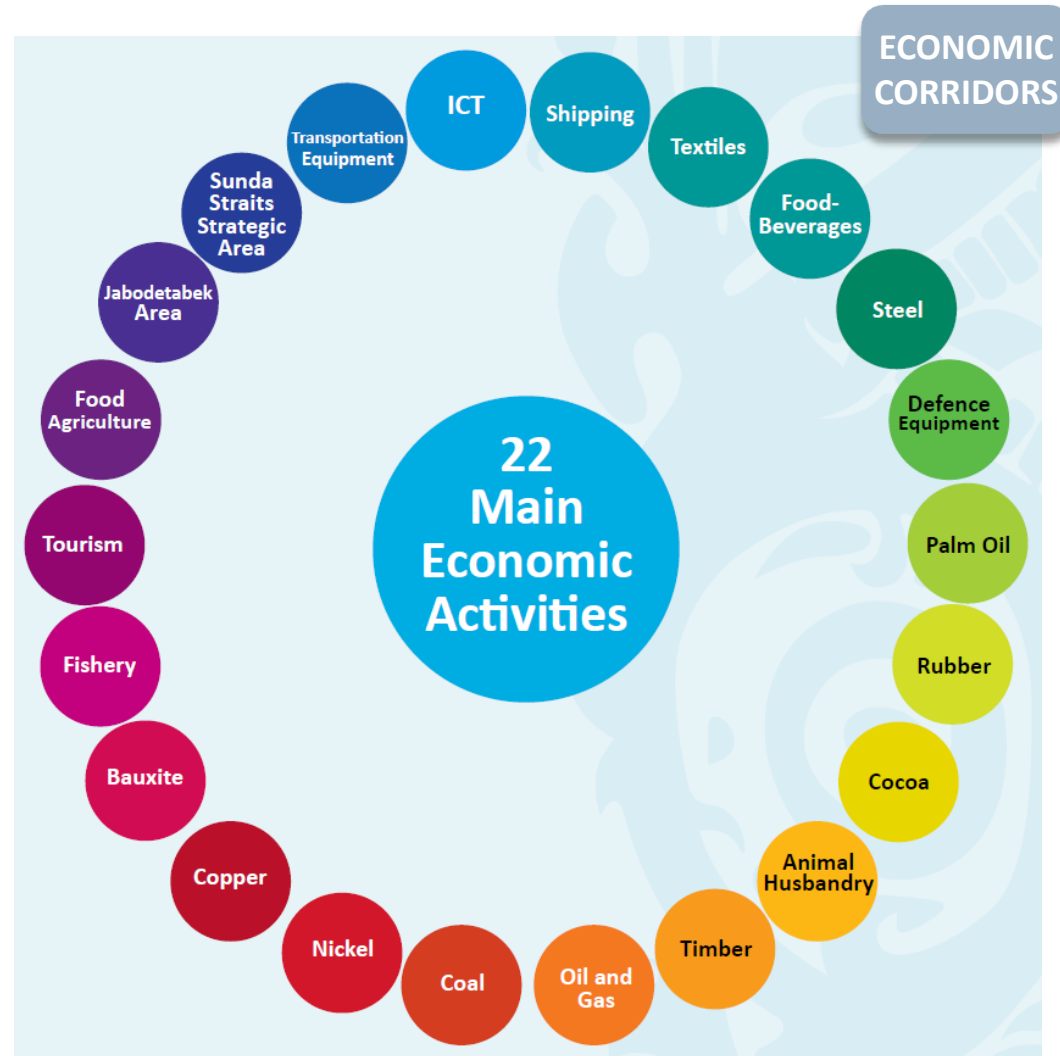 ECONOMIC
CORRIDORS
ICT
Shipping
Textiles
Food-
Beverages
Steel
Defence
Equipment
Palm Oil
Rubber
Cocoa
Animal
Husbandry
Timber
Oil and
Gas
Coal
Nickel
Copper
Bauxite
Fishery
Tourism
Food
Agriculture
Jabodetabek
Area
Sunda
Straits
Strategic
Area
Transportation
Equipment
22
Main
Economic
Activities